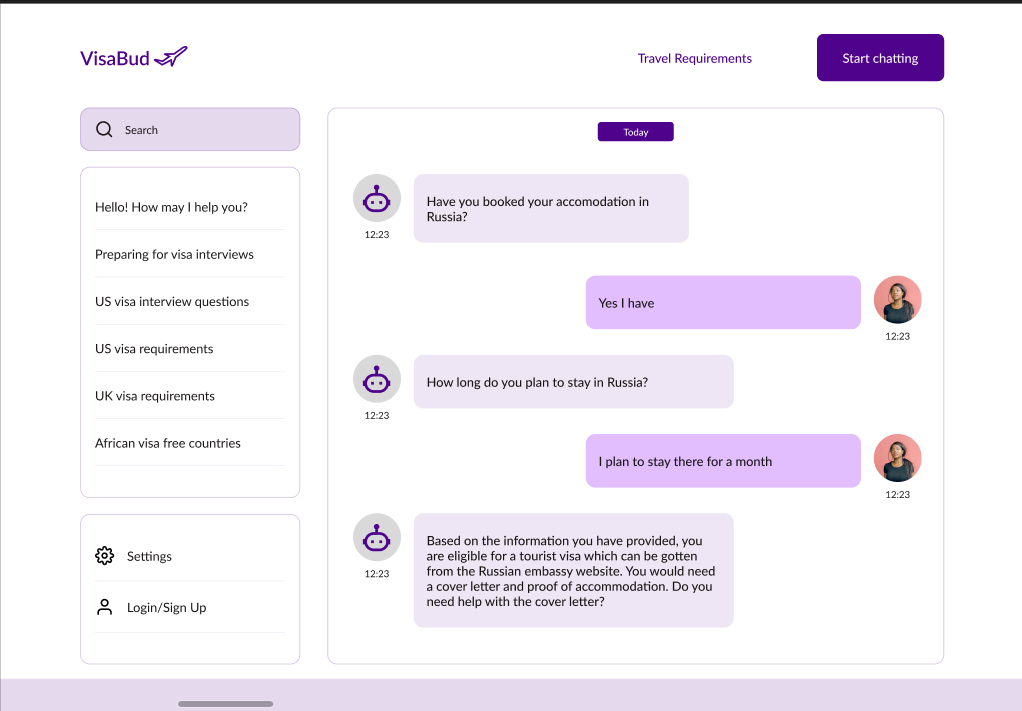 VisaBud
Travel Requirements
Start chatting
Search
Hello! How may I help you?
Preparing for visa interviews
US visa interview questions
US visa requirements
UK visa requirements
African visa free countries
Settings
Login/Sign Up
Today
Have you booked your accomodation in
Russia?
12:23
Yes I have
12:23
How long do you plan to stay in Russia?
12:23
I plan to stay there for a month
12:23
Based on the information you have provided, you
are eligible for a tourist visa which can be gotten
from the Russian embassy website. You would need
a cover letter and proof of accommodation. Do you
need help with the cover letter?
12:23